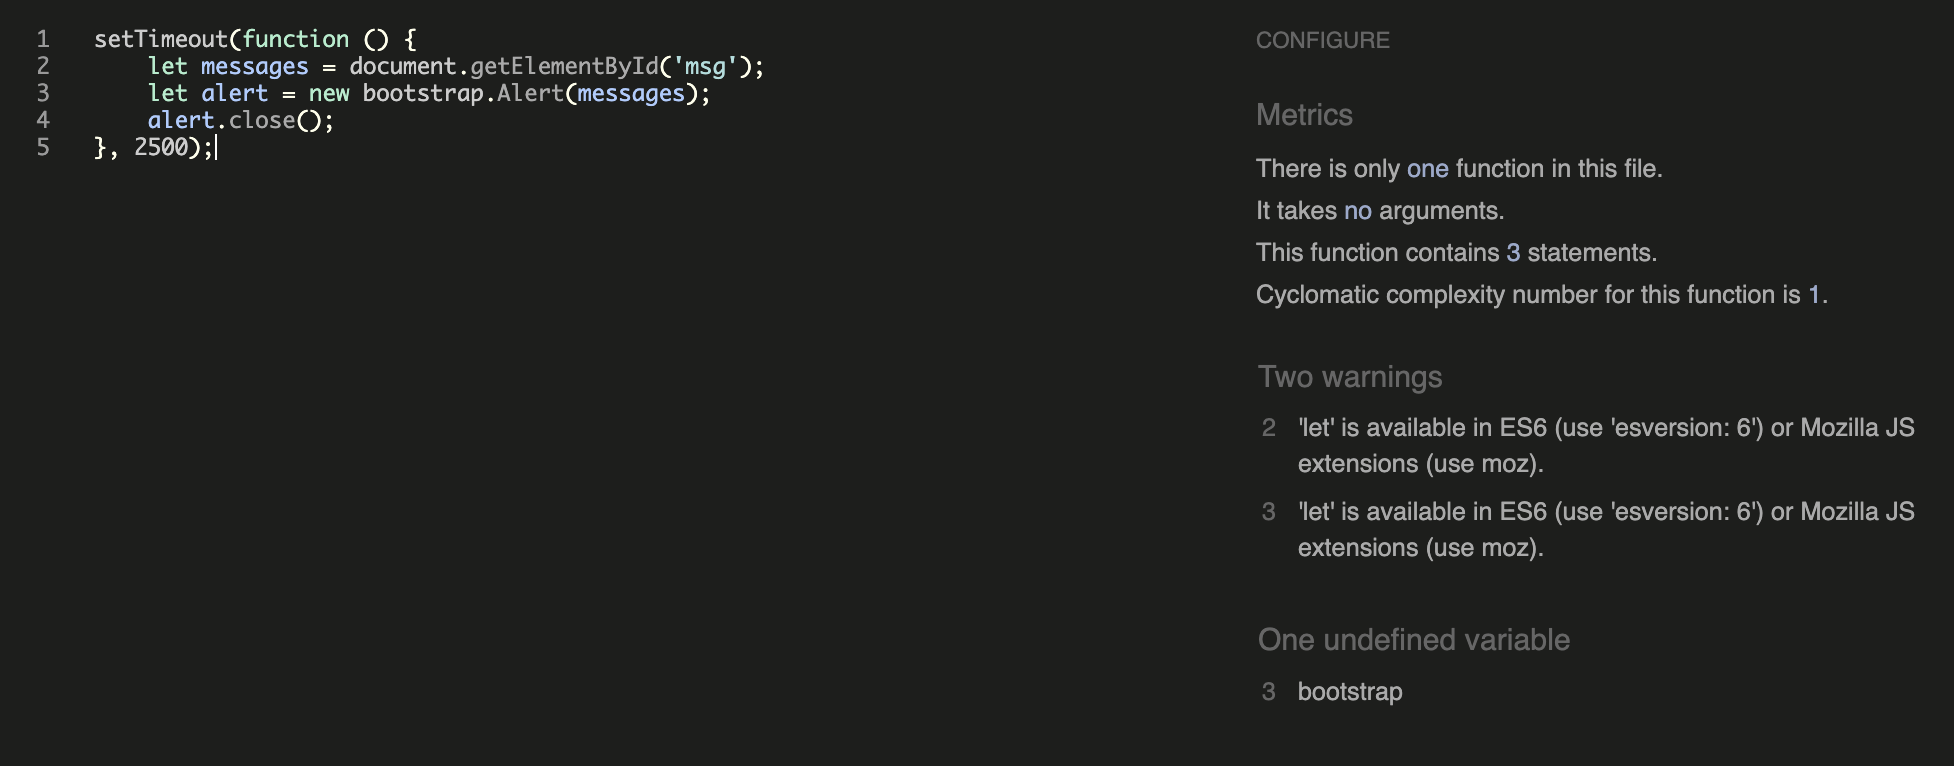 1 setTimeout(function () {
2     let messages = document.getElementById('msg');
3     let alert = new bootstrap.Alert(messages);
4     alert.close();
5 }, 2500);
CONFIGURE
Metrics
There is only one function in this file.
It takes no arguments.
This function contains 3 statements.
Cyclomatic complexity number for this function is 1.
Two warnings
2 'let' is available in ES6 (use 'esversion: 6') or Mozilla JS
extensions (use moz).
3 'let' is available in ES6 (use 'esversion: 6') or Mozilla JS
extensions (use moz).
One undefined variable
3 bootstrap